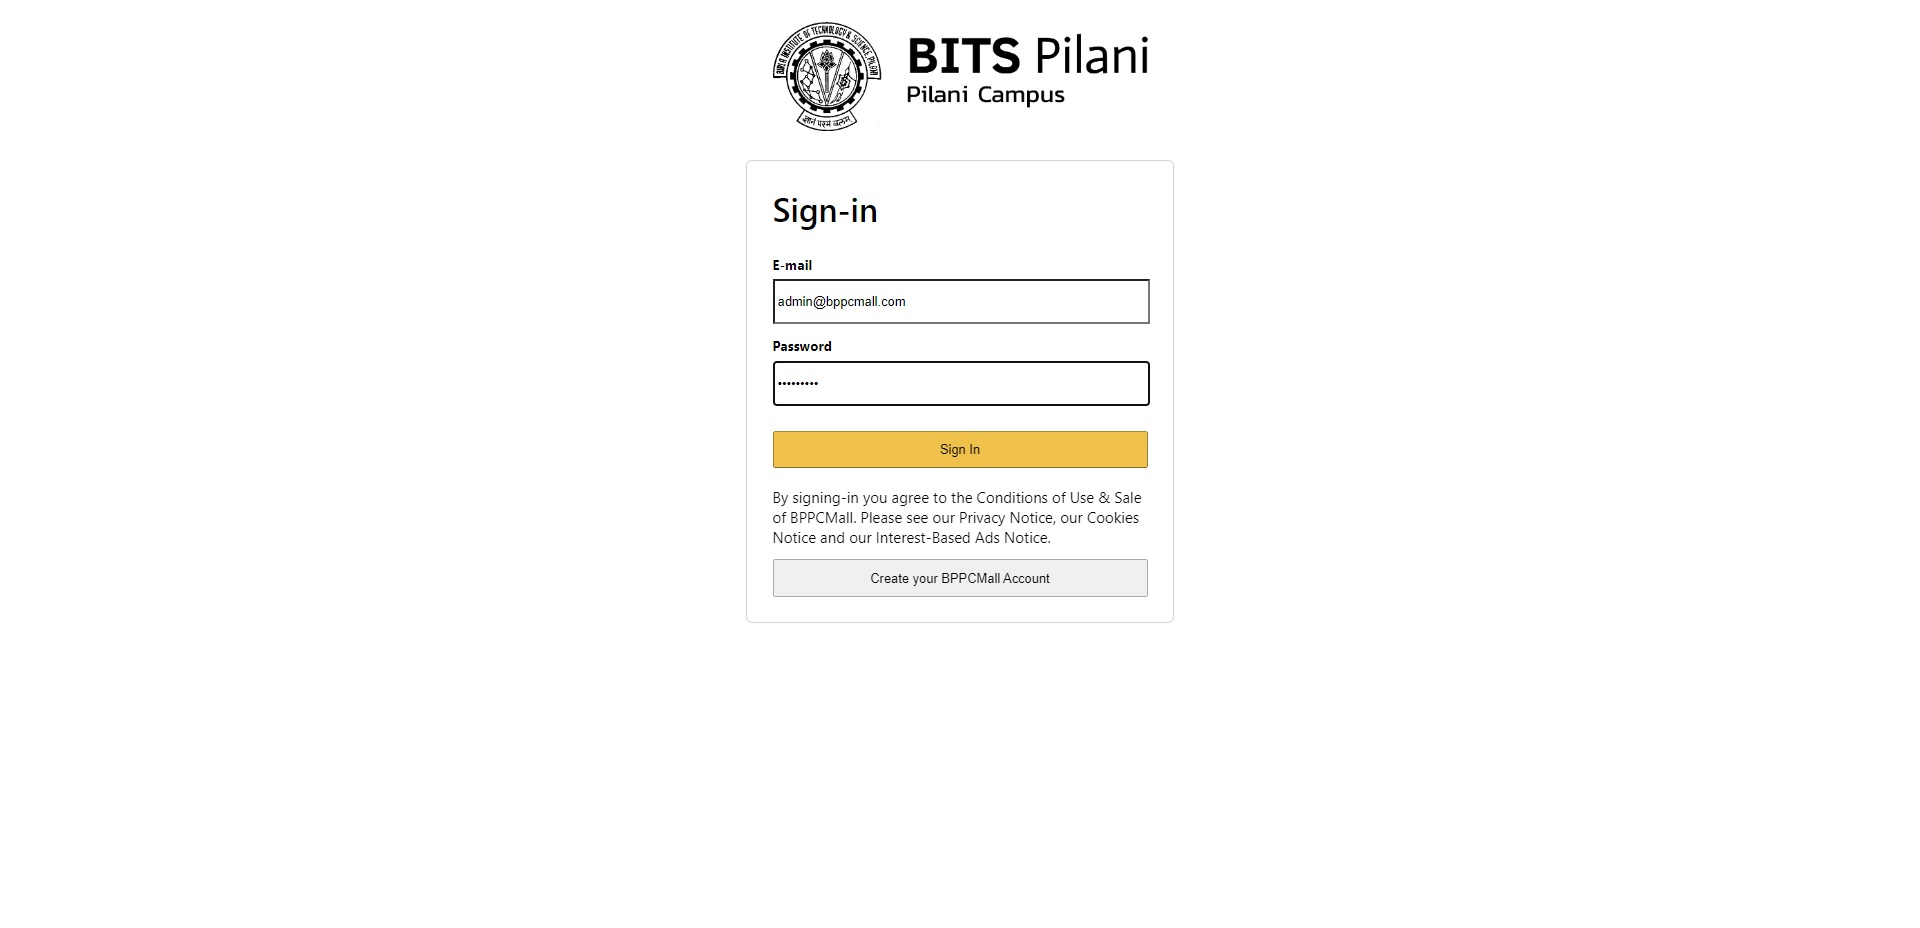 BIRLA INSTITUTE OF TECHNOLOGY & SCIENCE, PILANI
ज्ञानं परमं बलम्
BITS Pilani
Pilani Campus
Sign-in
E-mail
admin@bppcmall.com
Password
•••••••••
Sign In
By signing-in you agree to the Conditions of Use & Sale
of BPPCMall. Please see our Privacy Notice, our Cookies
Notice and our Interest-Based Ads Notice.
Create your BPPCMall Account